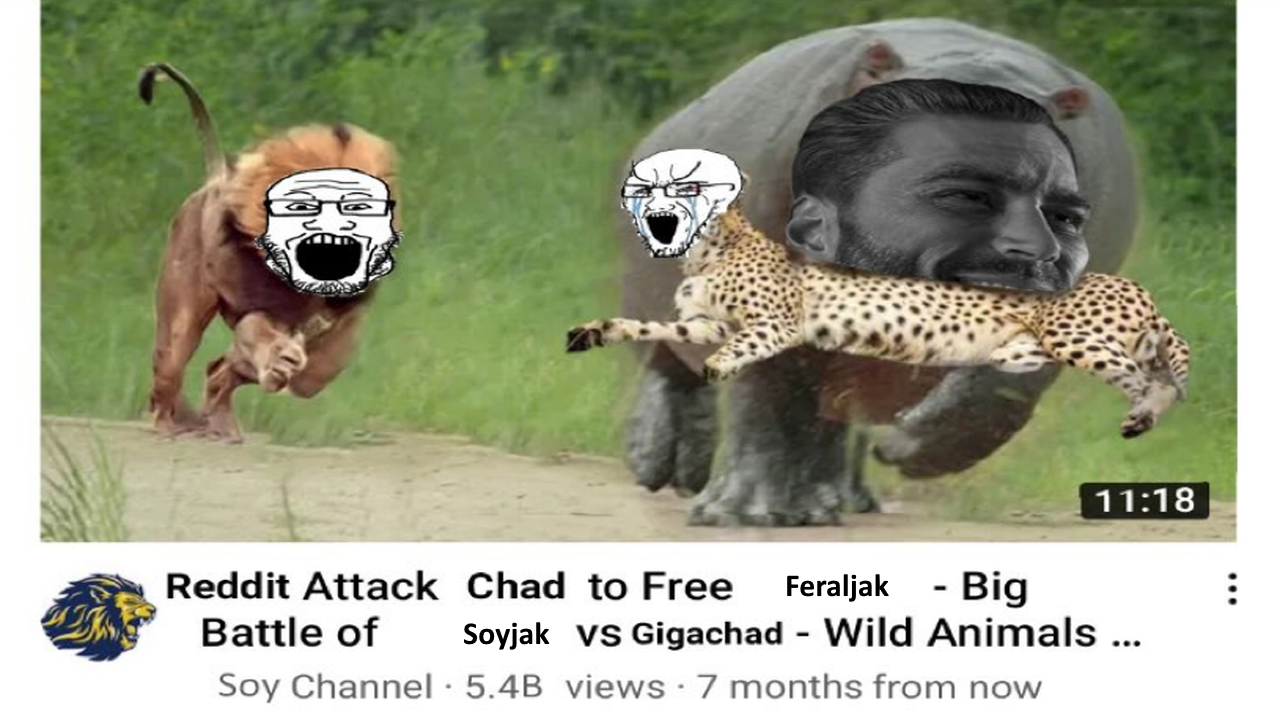 11:18
Reddit Attack Chad to Free Feraljak - Big
Battle of Soyjak vs Gigachad - Wild Animals ...
Soy Channel · 5.4B views · 7 months from now